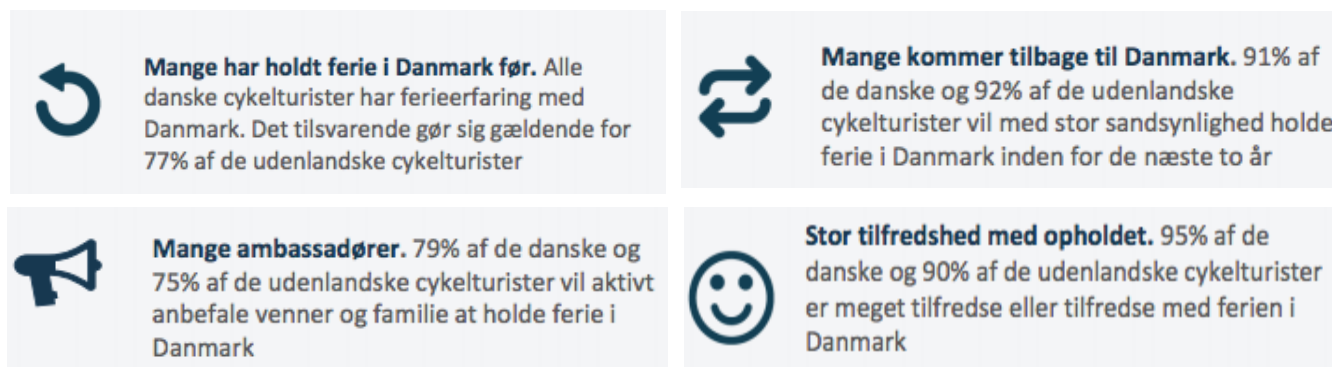 Mange har holdt ferie i Danmark før. Alle
danske cykelturister har ferieerfaring med
Danmark. Det tilsvarende gør sig gældende for
77% af de udenlandske cykelturister
Mange kommer tilbage til Danmark. 91% af
de danske og 92% af de udenlandske
cykelturister vil med stor sandsynlighed holde
ferie i Danmark inden for de næste to år
Mange ambassadører. 79% af de danske og
75% af de udenlandske cykelturister vil aktivt
anbefale venner og familie at holde ferie i
Danmark
Stor tilfredshed med opholdet. 95% af de
danske og 90% af de udenlandske cykelturister
er meget tilfredse eller tilfredse med ferien i
Danmark